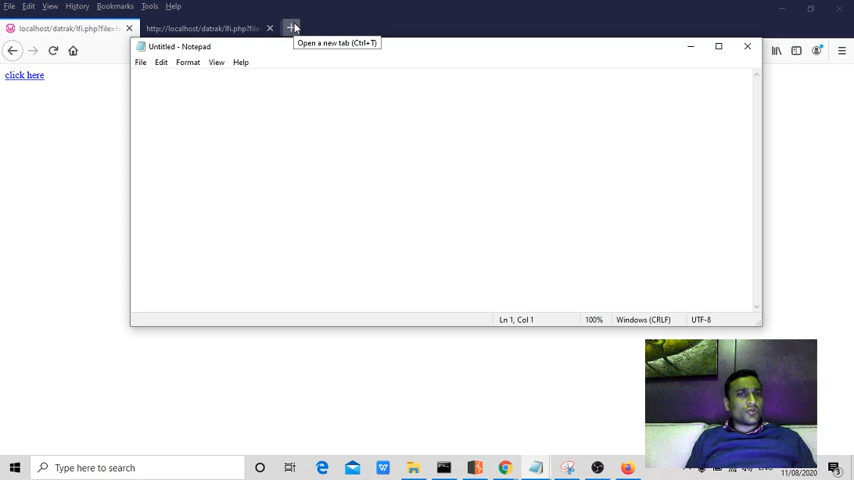 File Edit View History Bookmarks Tools Help
localhost/datrak/lfi.php?file=h
http://localhost/datrak/lfi.php?file
Open a new tab (Ctrl+T)
Untitled - Notepad
File Edit Format View Help
click here
Ln 1, Col 1 100% Windows (CRLF) UTF-8
Type here to search
11/08/2020
3